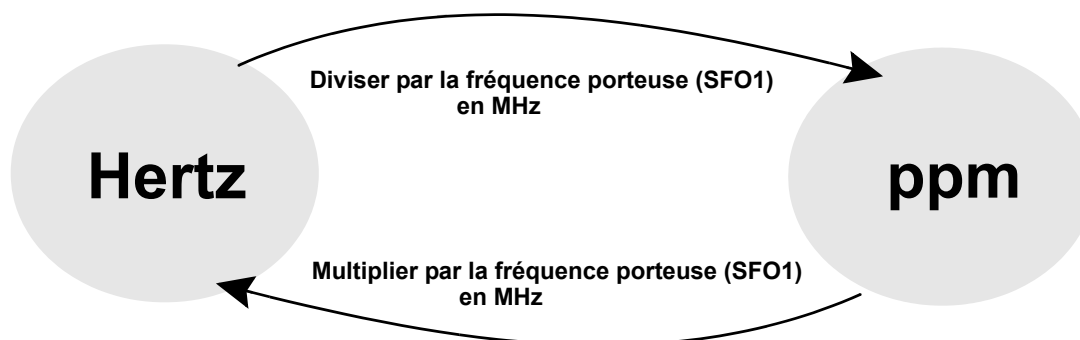 Diviser par la fréquence porteuse (SFO1)
en MHz
Hertz
ppm
Multiplier par la fréquence porteuse (SFO1)
en MHz